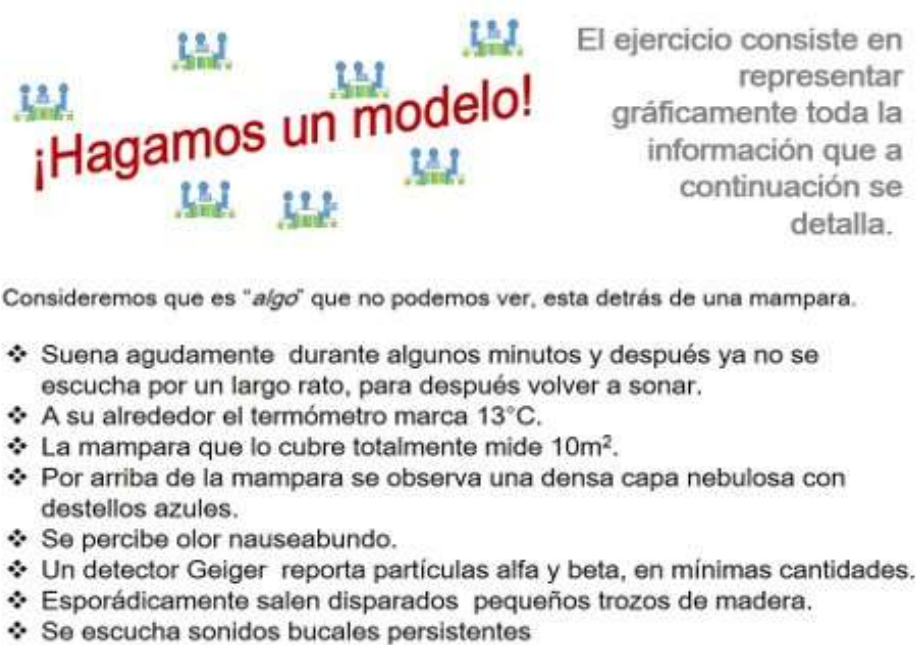 ¡Hagamos un modelo!
El ejercicio consiste en
representar
gráficamente toda la
información que a
continuación se
detalla.
Consideremos que es "algo" que no podemos ver, esta detrás de una mampara.
❖ Suena agudamente durante algunos minutos y después ya no se
escucha por un largo rato, para después volver a sonar.
❖ A su alrededor el termómetro marca 13°C.
❖ La mampara que lo cubre totalmente mide 10m².
❖ Por arriba de la mampara se observa una densa capa nebulosa con
destellos azules.
❖ Se percibe olor nauseabundo.
❖ Un detector Geiger reporta partículas alfa y beta, en mínimas cantidades.
❖ Esporádicamente salen disparados pequeños trozos de madera.
❖ Se escucha sonidos bucales persistentes